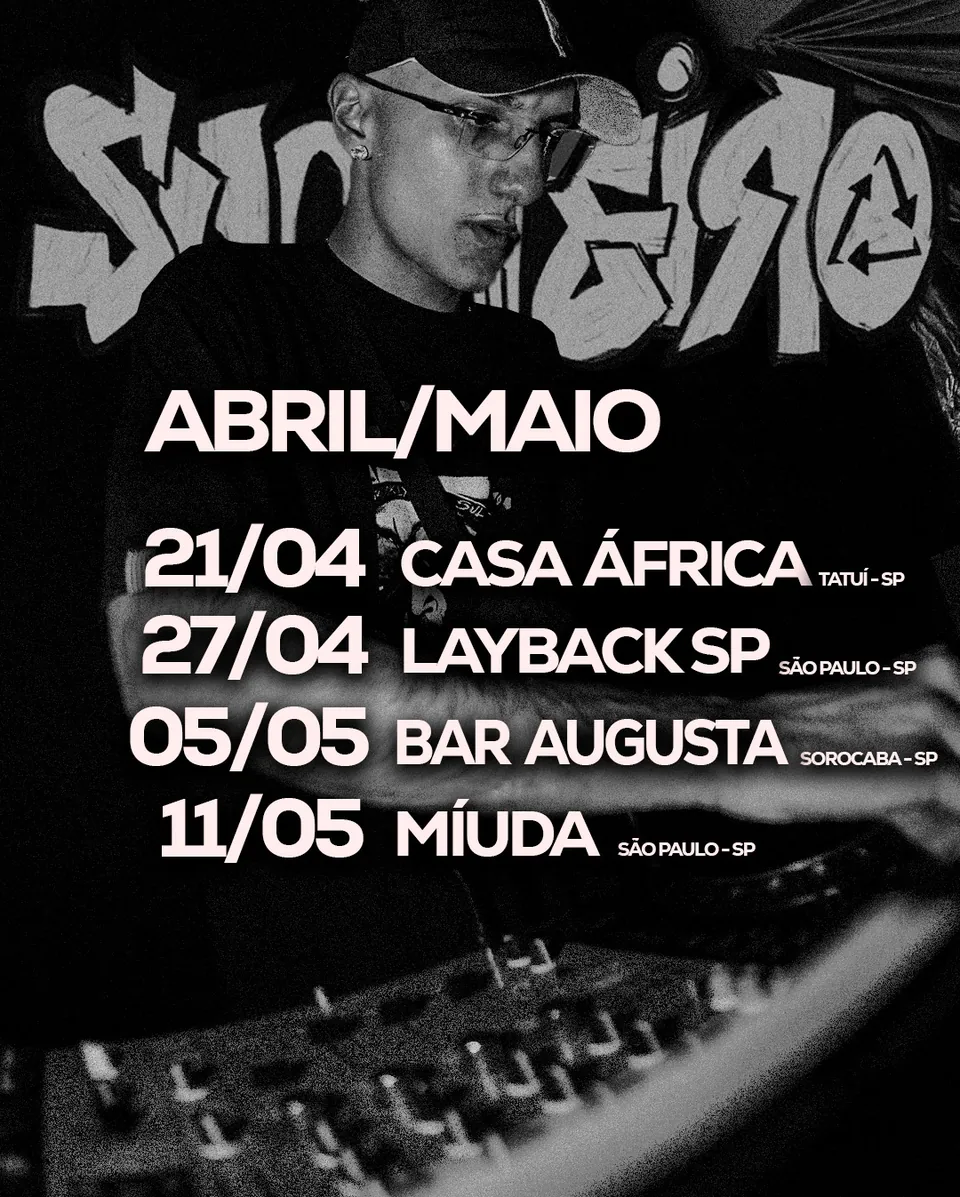 ABRIL/MAIO
21/04 CASA ÁFRICA TATUÍ - SP
27/04 LAYBACK SP SÃO PAULO - SP
05/05 BAR AUGUSTA SOROCABA - SP
11/05 MÍUDA SÃO PAULO - SP